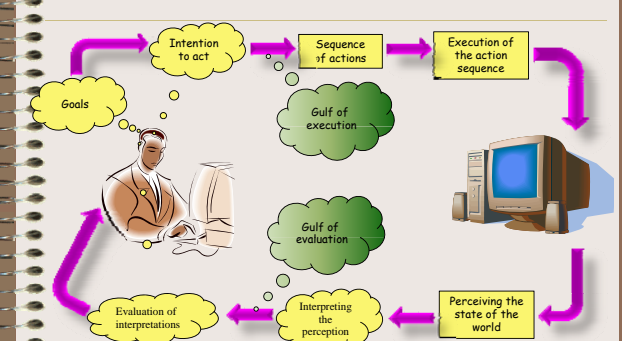 Intention
to act
Sequence
of actions
Execution of
the action
sequence
Goals
Gulf of
execution
Gulf of
evaluation
Evaluation of
interpretations
Interpreting
the
perception
Perceiving the
state of the
world